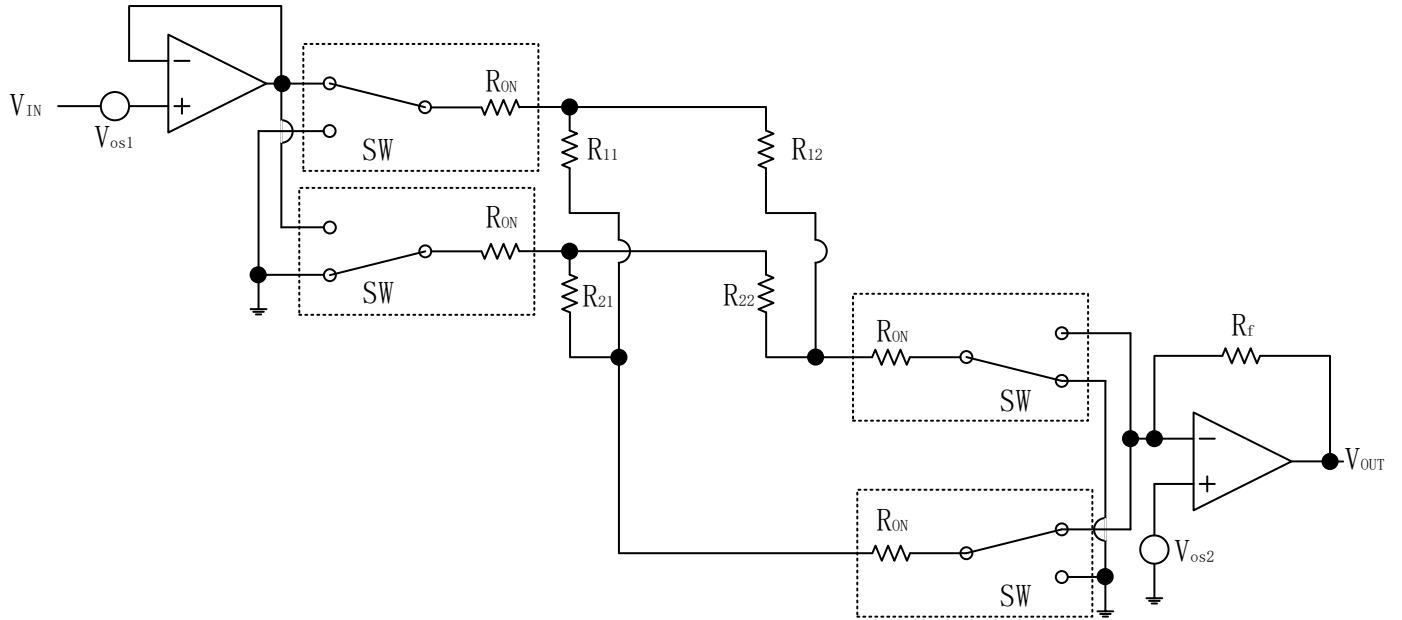 V_IN
V_os1
R_ON
SW
R_11
R_12
R_ON
SW
R_21
R_22
R_ON
SW
R_f
V_OUT
R_ON
SW
V_os2